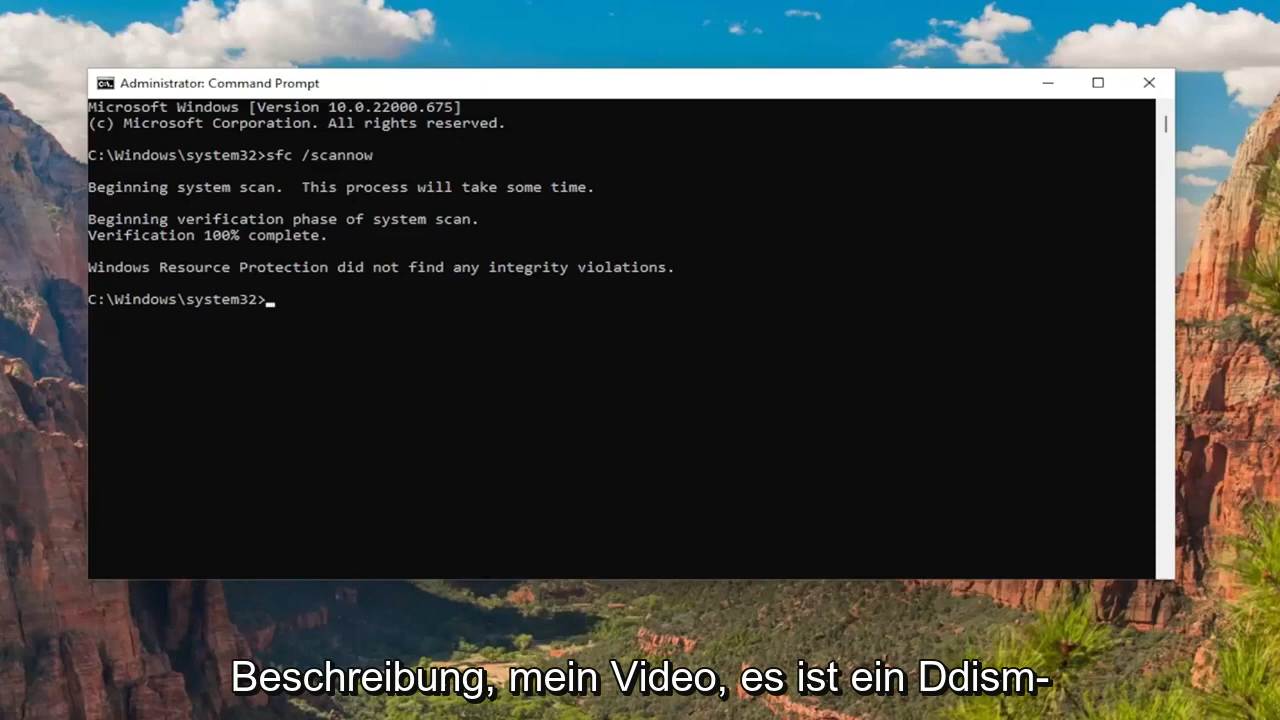 Administrator: Command Prompt
Microsoft Windows [Version 10.0.22000.675]
(c) Microsoft Corporation. All rights reserved.
C:\Windows\system32>sfc /scannow
Beginning system scan.  This process will take some time.
Beginning verification phase of system scan.
Verification 100% complete.
Windows Resource Protection did not find any integrity violations.
C:\Windows\system32>
Beschreibung, mein Video, es ist ein Ddism-